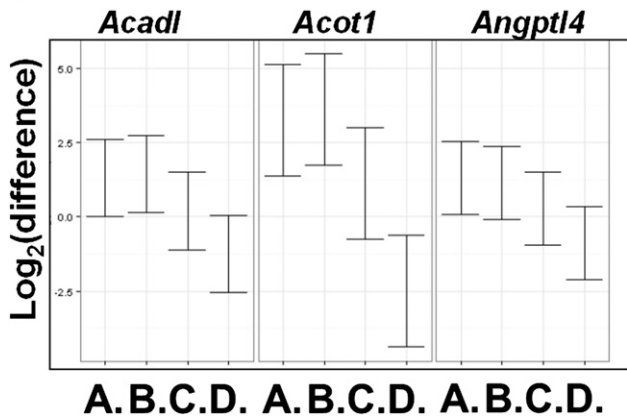 Acadl Acot1 Angptl4
Log₂(difference)
5.0
2.5
0.0
-2.5
A. B. C. D. A. B. C. D. A. B. C. D.